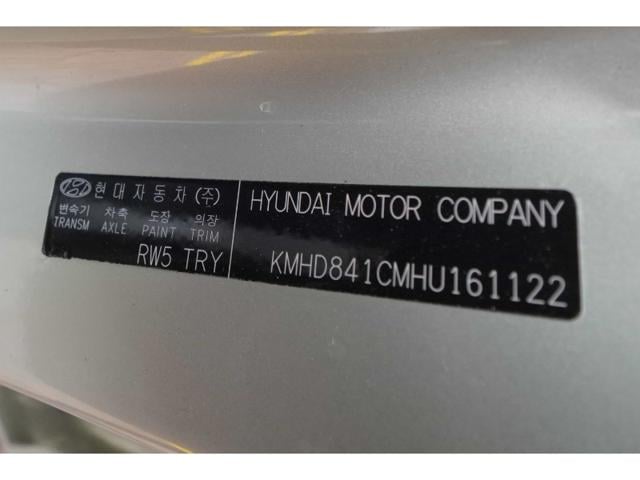 현대자동차(주)
변속기 차축 도장 의장
TRANSM AXLE PAINT TRIM
RW5 TRY
HYUNDAI MOTOR COMPANY
KMHD841CMHU161122